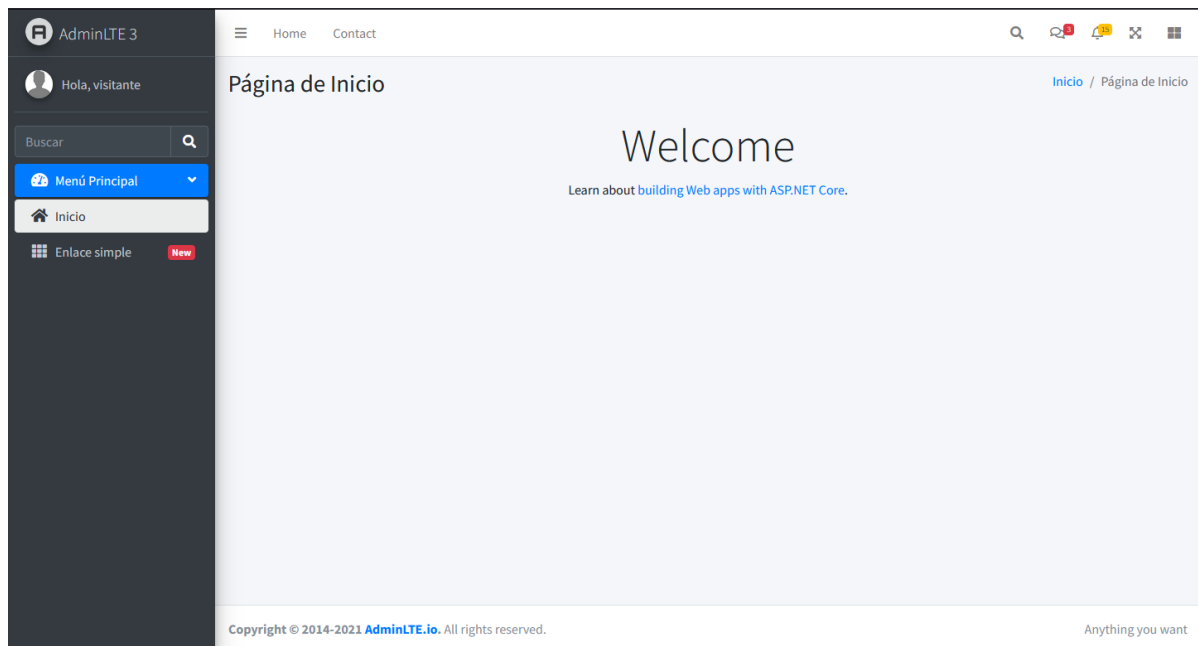 AdminLTE 3
Home Contact
3 15
Hola, visitante
Página de Inicio
Inicio / Página de Inicio
Buscar
Menú Principal
Inicio
Enlace simple New
Welcome
Learn about building Web apps with ASP.NET Core.
Copyright © 2014-2021 AdminLTE.io. All rights reserved.
Anything you want